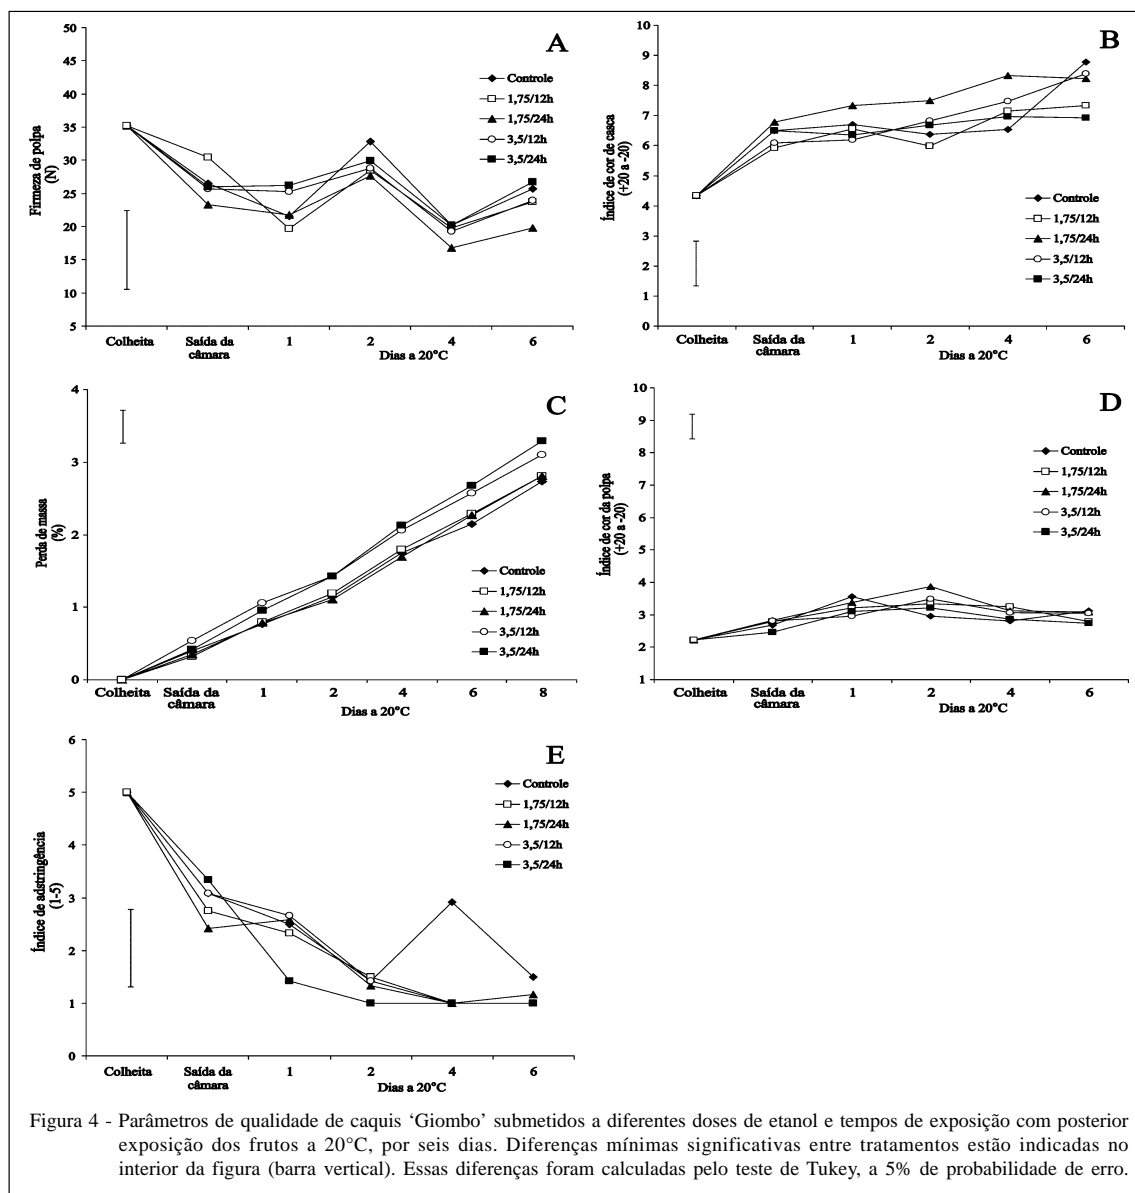 A
50
45
40
35
30
25
20
15
10
5
Firmeza de polpa
(N)
Controle
1,75/12h
1,75/24h
3,5/12h
3,5/24h
Colheita
Saída da
câmara
1
2
4
6
Dias a 20°C
B
10
9
8
7
6
5
4
3
2
1
0
Índice de cor de casca
(+20 a -20)
Controle
1,75/12h
1,75/24h
3,5/12h
3,5/24h
Colheita
Saída da
câmara
1
2
4
6
Dias a 20°C
C
4
3
2
1
0
Perda de massa
(%)
Controle
1,75/12h
1,75/24h
3,5/12h
3,5/24h
Colheita
Saída da
câmara
1
2
4
6
8
Dias a 20°C
D
10
9
8
7
6
5
4
3
2
1
Índice de cor da polpa
(+20 a -20)
Controle
1,75/12h
1,75/24h
3,5/12h
3,5/24h
Colheita
Saída da
câmara
1
2
4
6
Dias a 20°C
E
6
5
4
3
2
1
0
Índice de adstringência
(1-5)
Controle
1,75/12h
1,75/24h
3,5/12h
3,5/24h
Colheita
Saída da
câmara
1
2
4
6
Dias a 20°C
Figura 4 - Parâmetros de qualidade de caquis ‘Giombo’ submetidos a diferentes doses de etanol e tempos de exposição com posterior
exposição dos frutos a 20°C, por seis dias. Diferenças mínimas significativas entre tratamentos estão indicadas no
interior da figura (barra vertical). Essas diferenças foram calculadas pelo teste de Tukey, a 5% de probabilidade de erro.